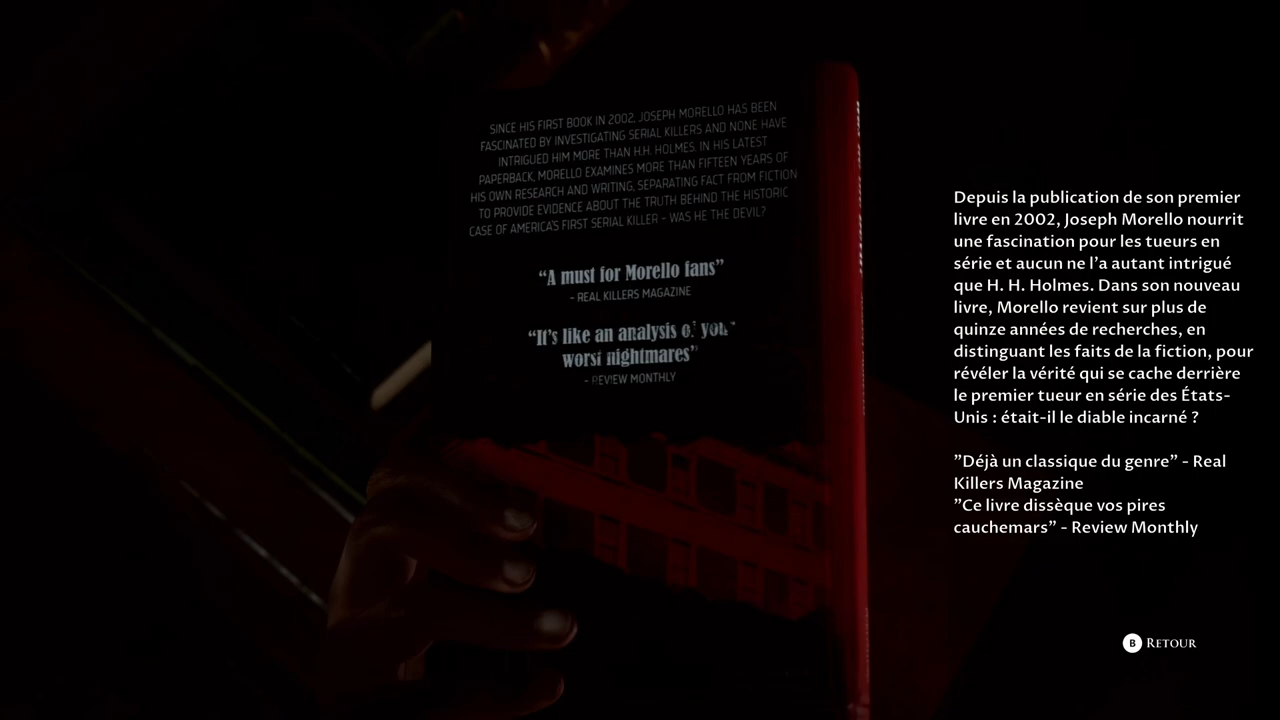 SINCE HIS FIRST BOOK IN 2002, JOSEPH MORELLO HAS BEEN
FASCINATED BY INVESTIGATING SERIAL KILLERS AND NONE HAVE
INTRIGUED HIM MORE THAN H.H. HOLMES. IN HIS LATEST
PAPERBACK, MORELLO EXAMINES MORE THAN FIFTEEN YEARS OF
HIS OWN RESEARCH AND WRITING, SEPARATING FACT FROM FICTION
TO PROVIDE EVIDENCE ABOUT THE TRUTH BEHIND THE HISTORIC
CASE OF AMERICA'S FIRST SERIAL KILLER – WAS HE THE DEVIL?
“A must for Morello fans”
– REAL KILLERS MAGAZINE
“It's like an analysis of your
worst nightmares”
– REVIEW MONTHLY
Depuis la publication de son premier
livre en 2002, Joseph Morello nourrit
une fascination pour les tueurs en
série et aucun ne l'a autant intrigué
que H. H. Holmes. Dans son nouveau
livre, Morello revient sur plus de
quinze années de recherches, en
distinguant les faits de la fiction, pour
révéler la vérité qui se cache derrière
le premier tueur en série des États-
Unis : était-il le diable incarné ?
”Déjà un classique du genre” - Real
Killers Magazine
”Ce livre dissèque vos pires
cauchemars” - Review Monthly
B RETOUR